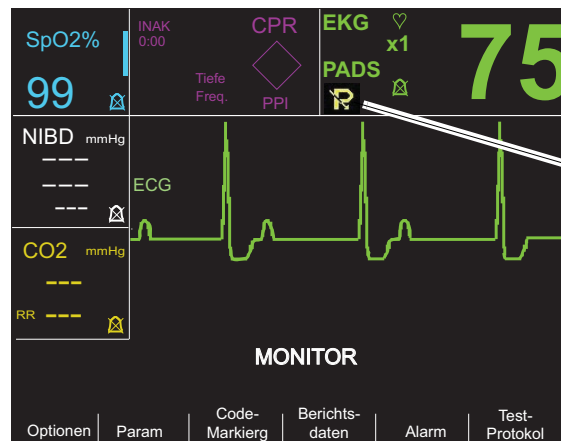 SpO2%
99
INAK
0:00
CPR
Tiefe
Freq.
PPI
EKG
x1
PADS
R
75
NIBD mmHg
---
---
---
ECG
CO2 mmHg
---
RR ---
MONITOR
Optionen
Param
Code-
Markierg
Berichts-
daten
Alarm
Test-
Protokol